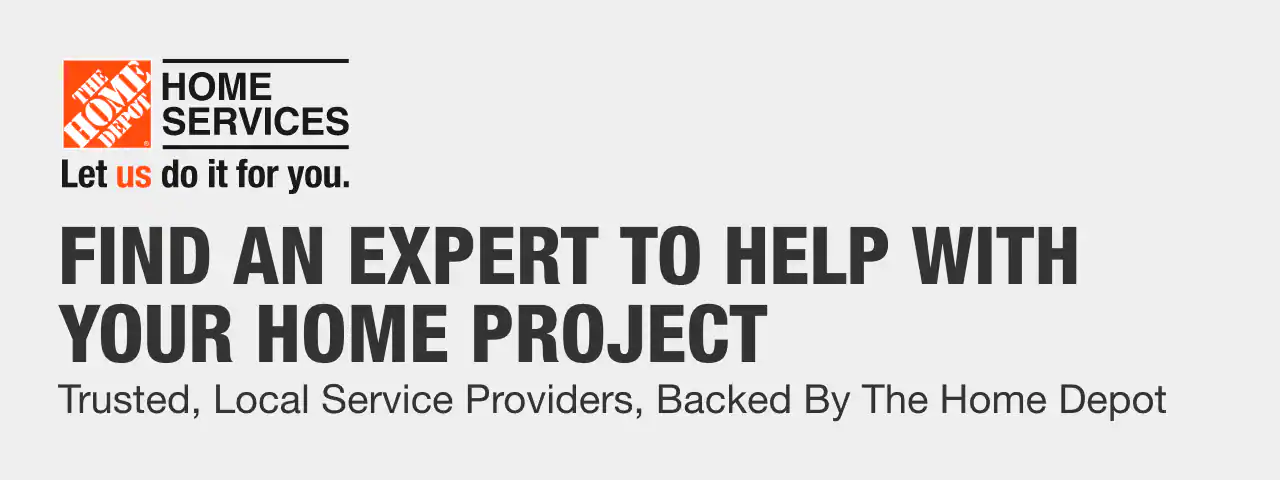 THE HOME DEPOT
HOME
SERVICES
Let us do it for you.
FIND AN EXPERT TO HELP WITH
YOUR HOME PROJECT
Trusted, Local Service Providers, Backed By The Home Depot